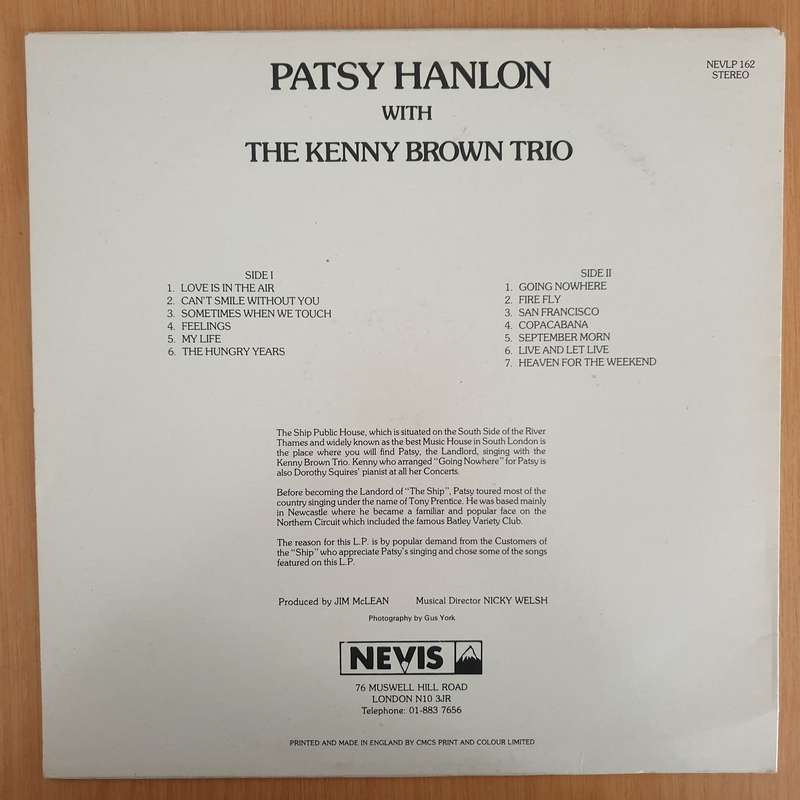 PATSY HANLON
NEVLP 162
STEREO
WITH
THE KENNY BROWN TRIO
SIDE I
1. LOVE IS IN THE AIR
2. CAN'T SMILE WITHOUT YOU
3. SOMETIMES WHEN WE TOUCH
4. FEELINGS
5. MY LIFE
6. THE HUNGRY YEARS
SIDE II
1. GOING NOWHERE
2. FIRE FLY
3. SAN FRANCISCO
4. COPACABANA
5. SEPTEMBER MORN
6. LIVE AND LET LIVE
7. HEAVEN FOR THE WEEKEND
The Ship Public House, which is situated on the South Side of the River
Thames and widely known as the best Music House in South London is
the place where you will find Patsy, the Landlord, singing with the
Kenny Brown Trio. Kenny who arranged "Going Nowhere" for Patsy is
also Dorothy Squires' pianist at all her Concerts.
Before becoming the Landord of "The Ship", Patsy toured most of the
country singing under the name of Tony Prentice. He was based mainly
in Newcastle where he became a familiar and popular face on the
Northern Circuit which included the famous Batley Variety Club.
The reason for this L.P. is by popular demand from the Customers of
the "Ship" who appreciate Patsy's singing and chose some of the songs
featured on this L.P.
Produced by JIM McLEAN Musical Director NICKY WELSH
Photography by Gus York
NEVIS
76 MUSWELL HILL ROAD
LONDON N10 3JR
Telephone: 01-883 7656
PRINTED AND MADE IN ENGLAND BY CMCS PRINT AND COLOUR LIMITED